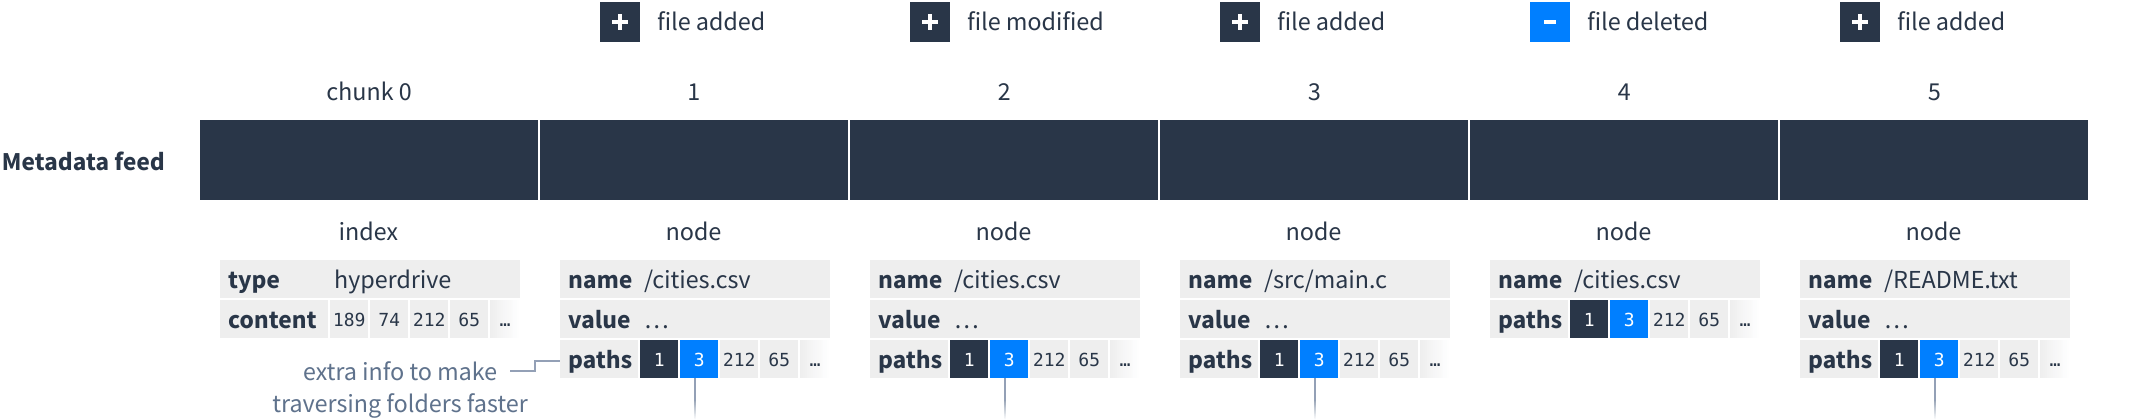 + file added + file modified + file added − file deleted + file added
chunk 0 1 2 3 4 5
Metadata feed
index node node node node node
type hyperdrive name /cities.csv name /cities.csv name /src/main.c name /cities.csv name /README.txt
content 189 74 212 65 … value … value … value … paths 1 3 212 65 … value …
paths 1 3 212 65 … paths 1 3 212 65 … paths 1 3 212 65 … paths 1 3 212 65 …
extra info to make
traversing folders faster